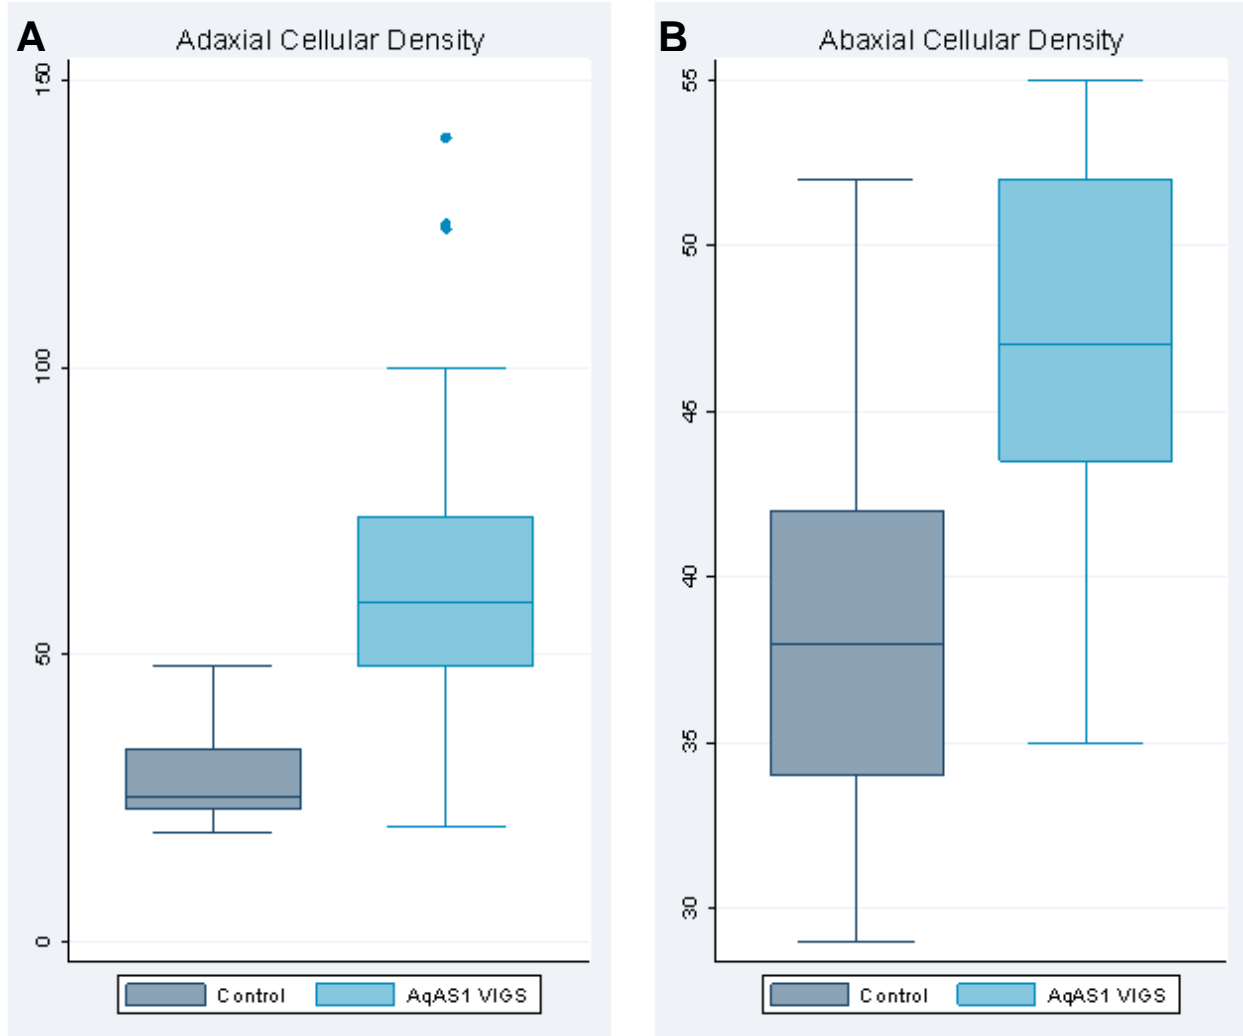 A
Adaxial Cellular Density
150
100
50
0
Control
AqAS1 VIGS
B
Abaxial Cellular Density
55
50
45
40
35
30
Control
AqAS1 VIGS